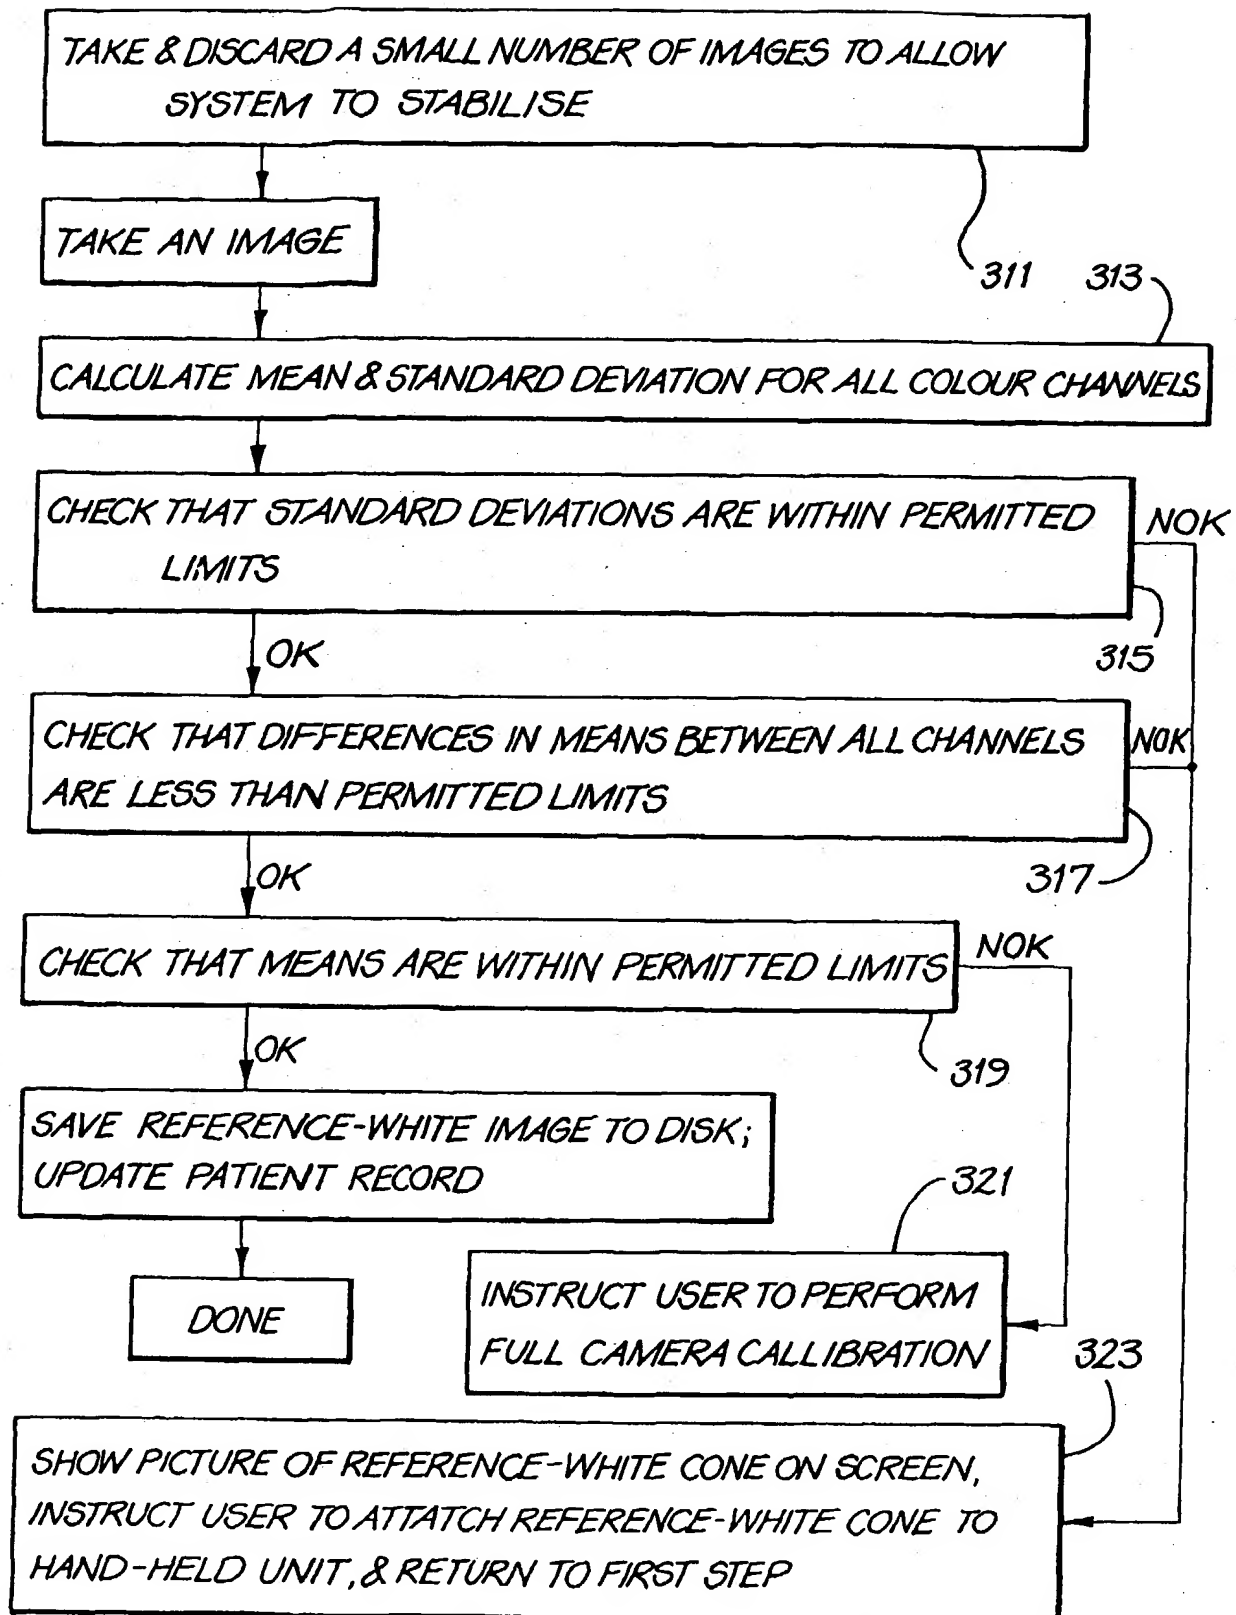 TAKE & DISCARD A SMALL NUMBER OF IMAGES TO ALLOW
SYSTEM TO STABILISE
TAKE AN IMAGE
311
313
CALCULATE MEAN & STANDARD DEVIATION FOR ALL COLOUR CHANNELS
CHECK THAT STANDARD DEVIATIONS ARE WITHIN PERMITTED
LIMITS
NOK
315
OK
CHECK THAT DIFFERENCES IN MEANS BETWEEN ALL CHANNELS
ARE LESS THAN PERMITTED LIMITS
NOK
317
OK
CHECK THAT MEANS ARE WITHIN PERMITTED LIMITS
NOK
319
OK
SAVE REFERENCE-WHITE IMAGE TO DISK;
UPDATE PATIENT RECORD
321
DONE
INSTRUCT USER TO PERFORM
FULL CAMERA CALLIBRATION
323
SHOW PICTURE OF REFERENCE-WHITE CONE ON SCREEN,
INSTRUCT USER TO ATTATCH REFERENCE-WHITE CONE TO
HAND-HELD UNIT, & RETURN TO FIRST STEP